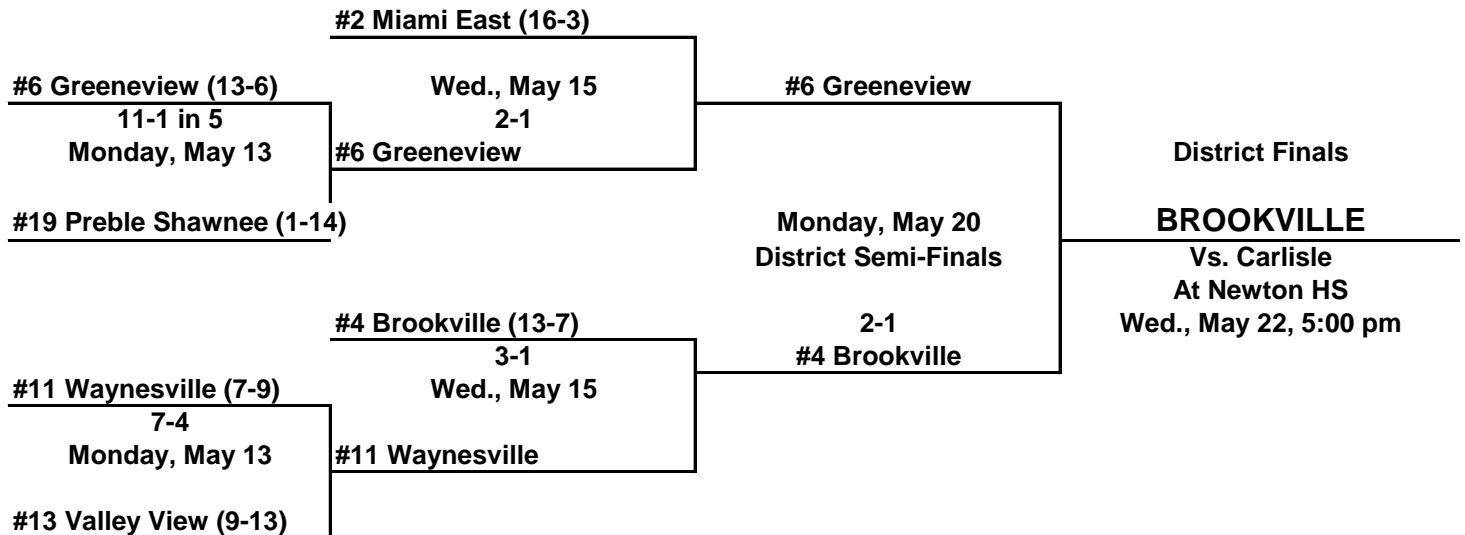 #2 Miami East (16-3)
#6 Greeneview (13-6)
Wed., May 15
#6 Greeneview
11-1 in 5
2-1
Monday, May 13
#6 Greeneview
District Finals
#19 Preble Shawnee (1-14)
Monday, May 20
BROOKVILLE
District Semi-Finals
Vs. Carlisle
At Newton HS
#4 Brookville (13-7)
2-1
Wed., May 22, 5:00 pm
3-1
#4 Brookville
#11 Waynesville (7-9)
Wed., May 15
7-4
Monday, May 13
#11 Waynesville
#13 Valley View (9-13)